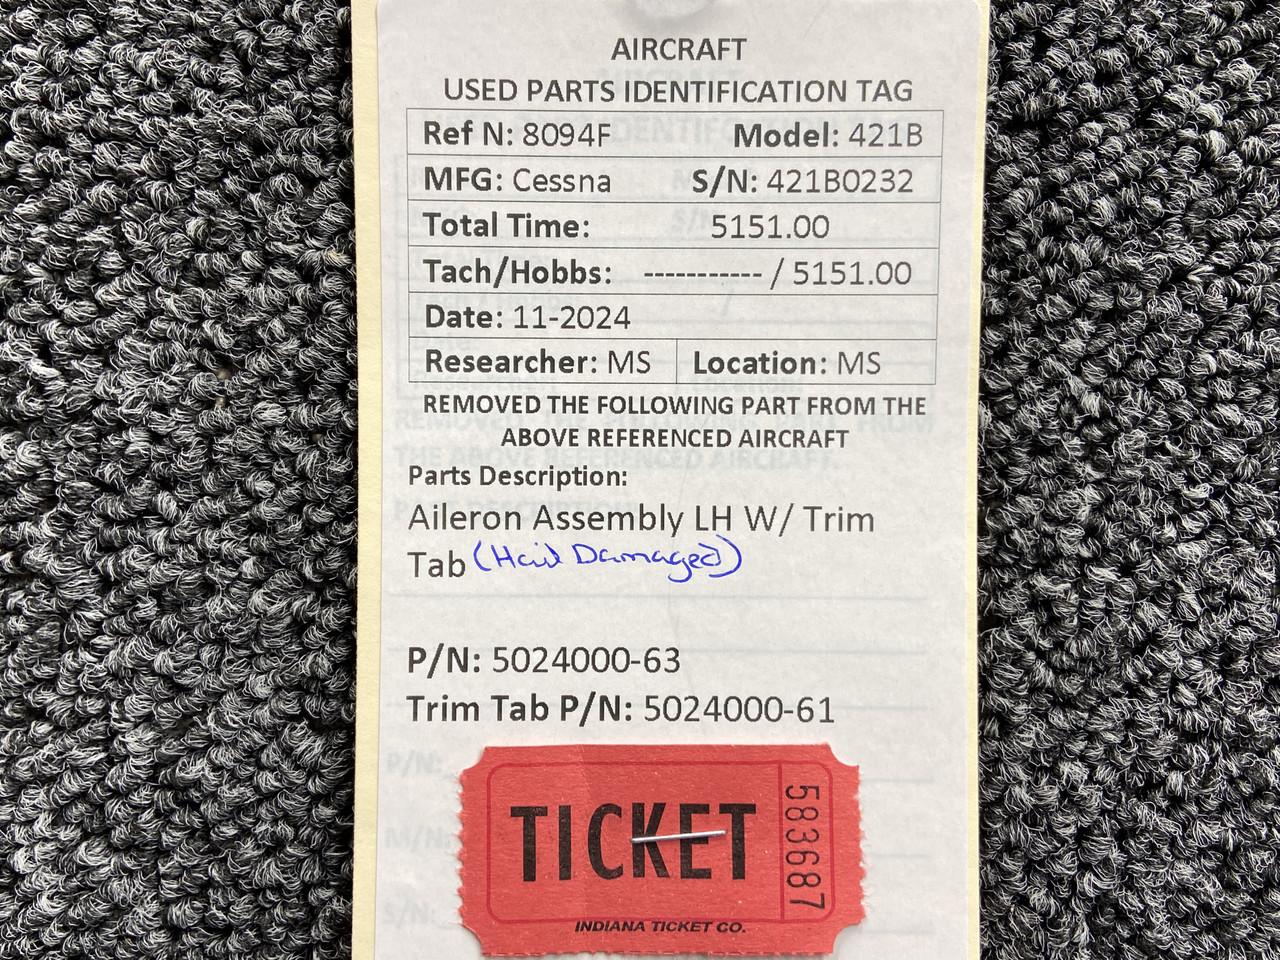 AIRCRAFT
USED PARTS IDENTIFICATION TAG
Ref N: 8094F Model: 421B
MFG: Cessna S/N: 421B0232
Total Time: 5151.00
Tach/Hobbs: ----------- / 5151.00
Date: 11-2024
Researcher: MS Location: MS
REMOVED THE FOLLOWING PART FROM THE
ABOVE REFERENCED AIRCRAFT
Parts Description:
Aileron Assembly LH W/ Trim
Tab (Hail Damaged)
P/N: 5024000-63
Trim Tab P/N: 5024000-61
TICKET
583687
INDIANA TICKET CO.